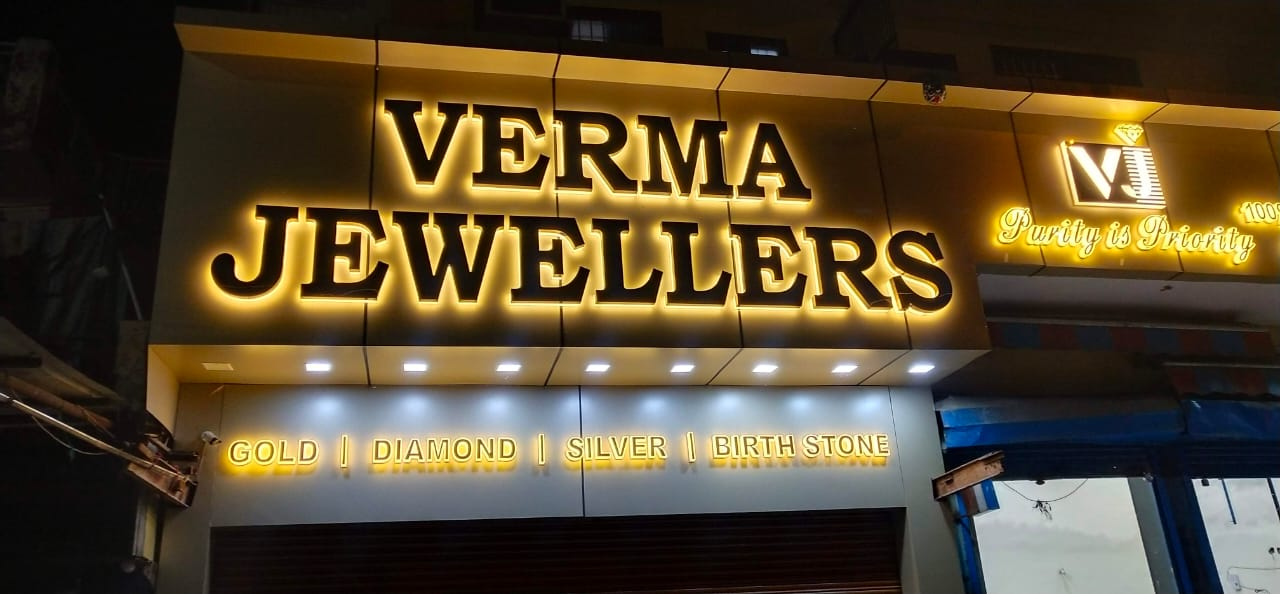 VERMA
JEWELLERS
VJ
Purity is Priority
GOLD | DIAMOND | SILVER | BIRTH STONE